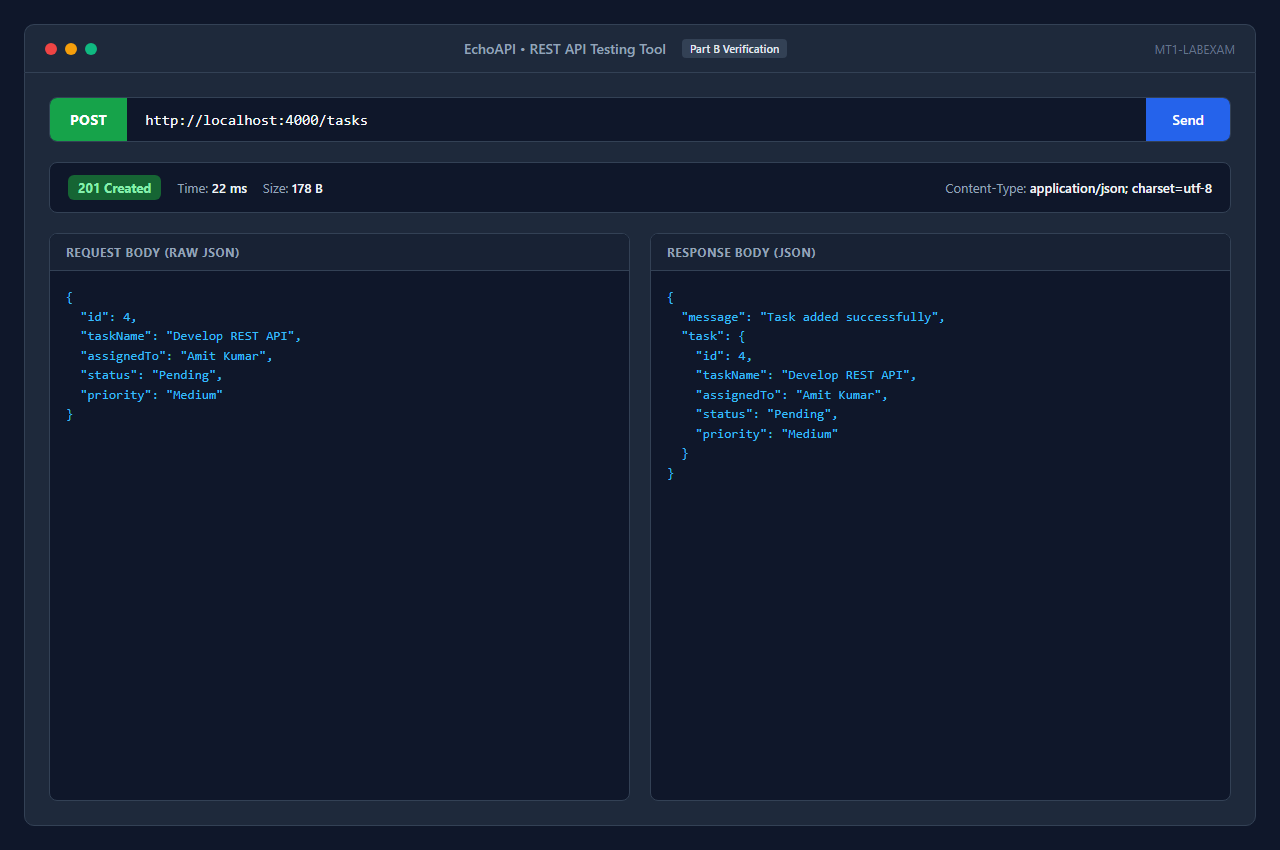 EchoAPI • REST API Testing Tool Part B Verification MT1-LABEXAM
POST http://localhost:4000/tasks Send
201 Created Time: 22 ms Size: 178 B Content-Type: application/json; charset=utf-8
REQUEST BODY (RAW JSON)
{
  "id": 4,
  "taskName": "Develop REST API",
  "assignedTo": "Amit Kumar",
  "status": "Pending",
  "priority": "Medium"
}
RESPONSE BODY (JSON)
{
  "message": "Task added successfully",
  "task": {
    "id": 4,
    "taskName": "Develop REST API",
    "assignedTo": "Amit Kumar",
    "status": "Pending",
    "priority": "Medium"
  }
}